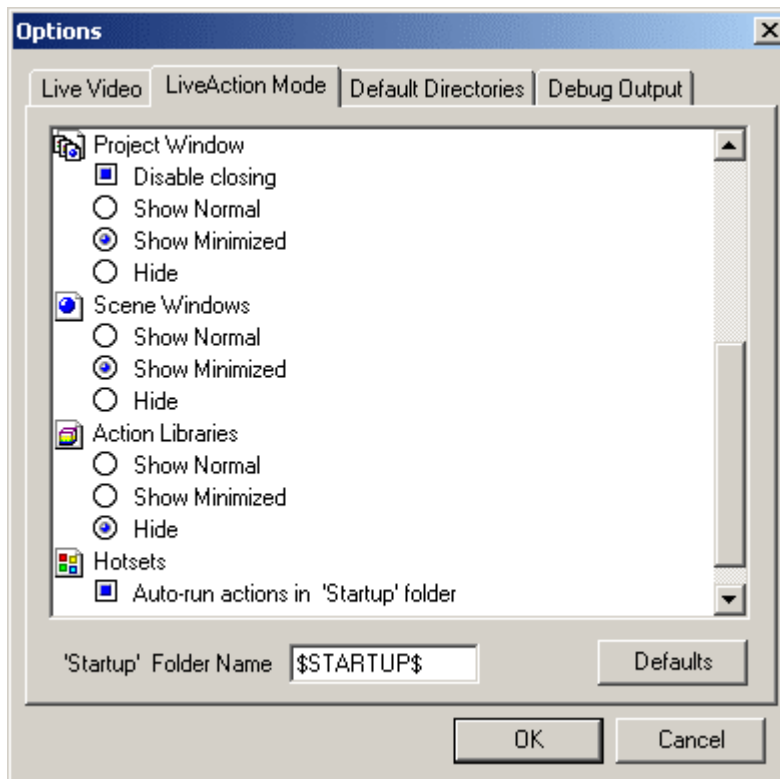 Options
Live Video LiveAction Mode Default Directories Debug Output
Project Window
Disable closing
Show Normal
Show Minimized
Hide
Scene Windows
Show Normal
Show Minimized
Hide
Action Libraries
Show Normal
Show Minimized
Hide
Hotsets
Auto-run actions in 'Startup' folder
'Startup' Folder Name $STARTUP$ Defaults
OK Cancel